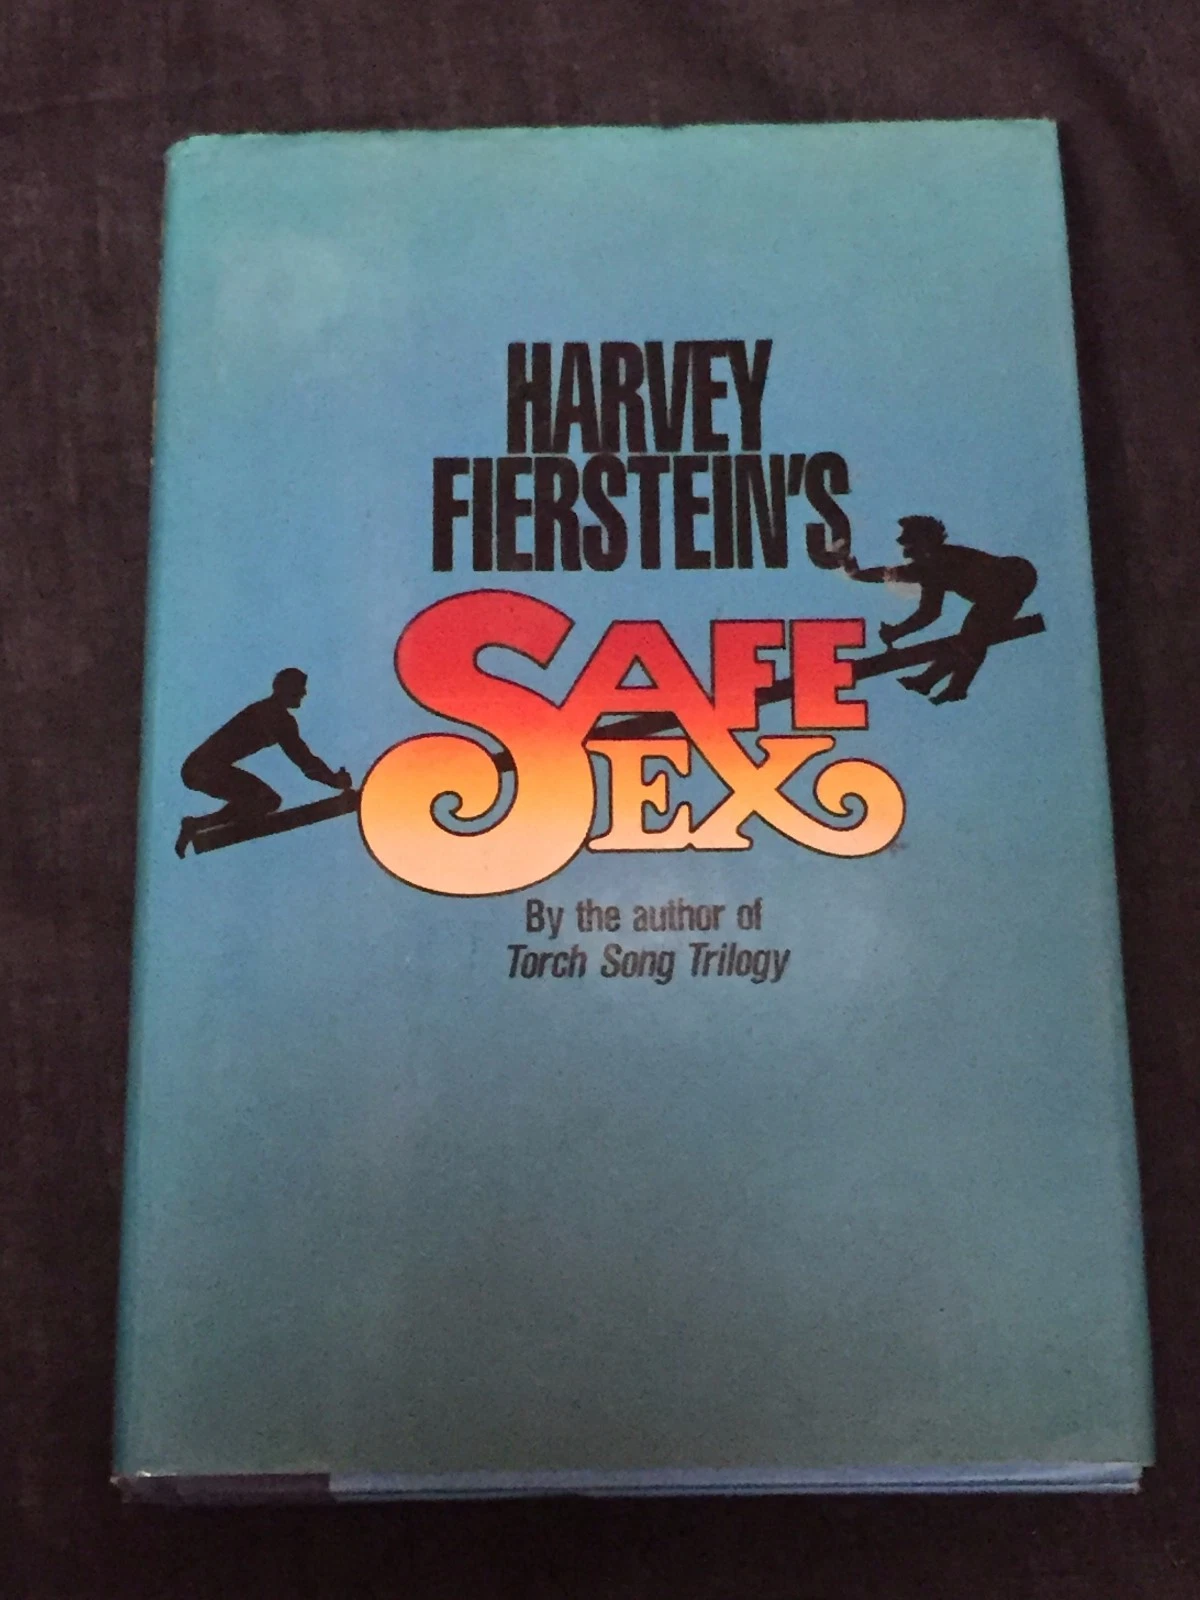 HARVEY
FIERSTEIN'S
SAFE
SEX
By the author of
Torch Song Trilogy